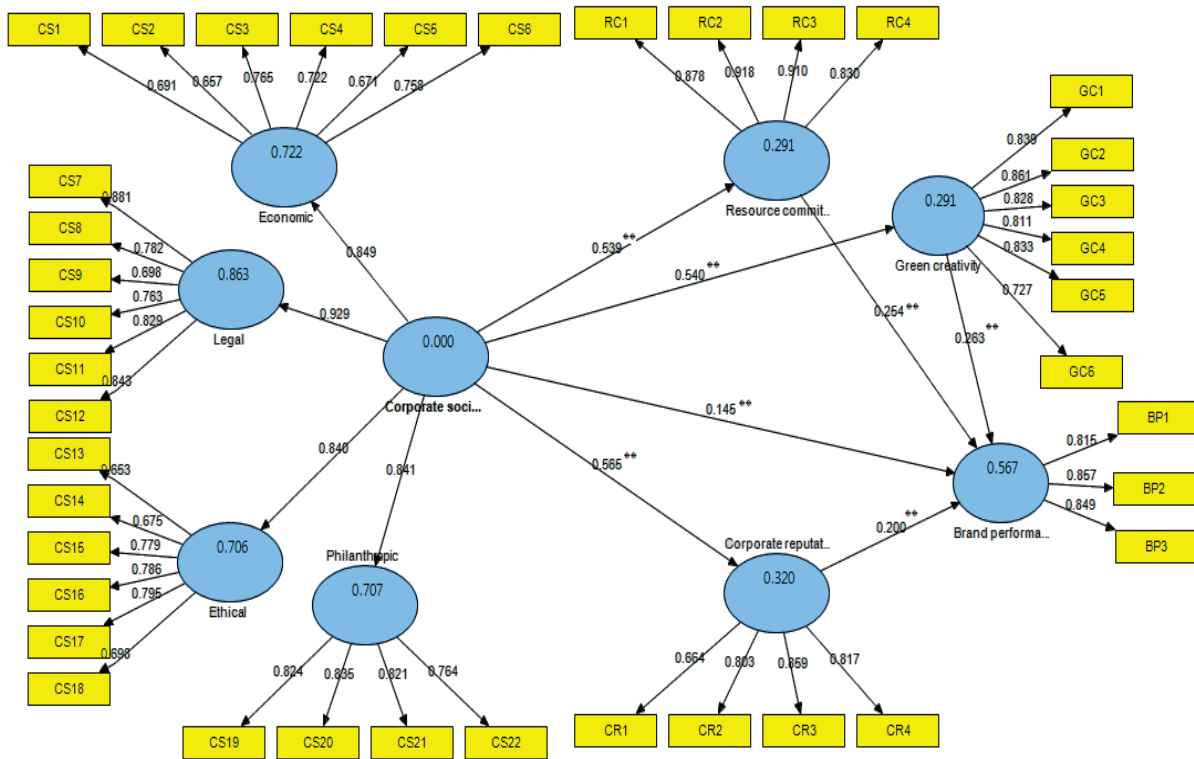 CS1 CS2 CS3 CS4 CS5 CS6
0.691 0.657 0.765 0.722 0.671 0.758
0.722
Economic
RC1 RC2 RC3 RC4
0.878 0.918 0.910 0.830
0.291
Resource commit..
GC1
GC2
GC3
GC4
GC5
GC6
0.839
0.861
0.828
0.811
0.833
0.727
0.291
Green creativity
CS7
CS8
CS9
CS10
CS11
CS12
0.881
0.782
0.698
0.763
0.829
0.843
0.863
Legal
0.849
0.929
0.539 **
0.540 **
0.254 **
0.263 **
0.000
Corporate soci...
0.145 **
0.565 **
0.840
0.841
0.200 **
CS13
CS14
CS15
CS16
CS17
CS18
0.653
0.675
0.779
0.786
0.795
0.698
0.706
Ethical
Philanthropic
0.707
0.824 0.835 0.821 0.764
CS19 CS20 CS21 CS22
Corporate reputat..
0.320
0.664 0.803 0.859 0.817
CR1 CR2 CR3 CR4
0.567
Brand performa...
0.815
0.857
0.849
BP1
BP2
BP3